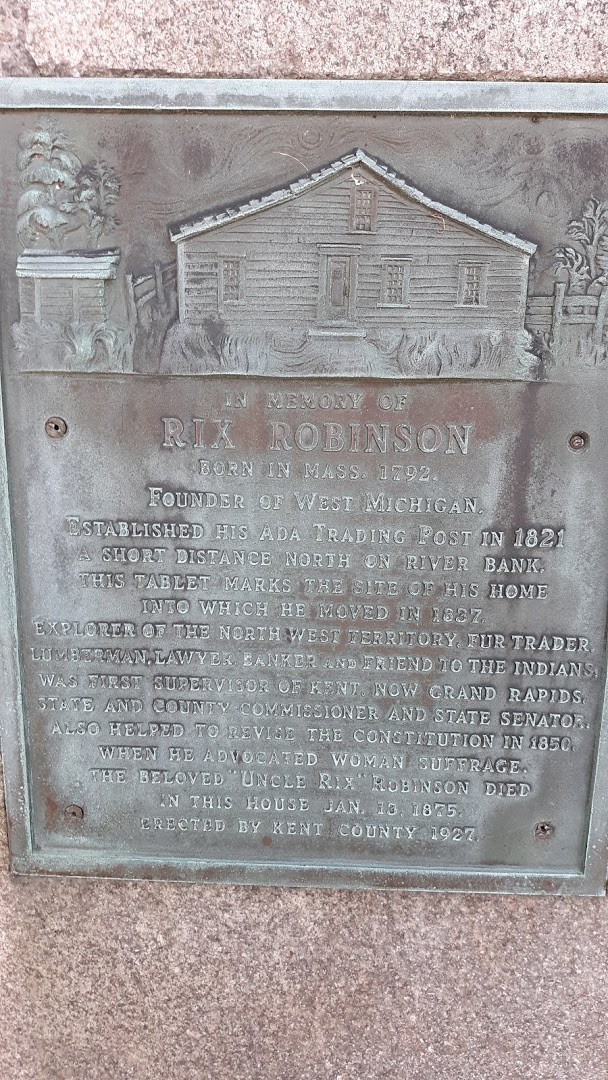 IN MEMORY OF
RIX ROBINSON
BORN IN MASS. 1792.
FOUNDER OF WEST MICHIGAN.
ESTABLISHED HIS ADA TRADING POST IN 1821
A SHORT DISTANCE NORTH ON RIVER BANK.
THIS TABLET MARKS THE SITE OF HIS HOME
INTO WHICH HE MOVED IN 1837.
EXPLORER OF THE NORTH WEST TERRITORY, FUR TRADER,
LUMBERMAN, LAWYER, BANKER AND FRIEND TO THE INDIANS,
WAS FIRST SUPERVISOR OF KENT, NOW GRAND RAPIDS,
STATE AND COUNTY COMMISSIONER AND STATE SENATOR.
ALSO HELPED TO REVISE THE CONSTITUTION IN 1850,
WHEN HE ADVOCATED WOMAN SUFFRAGE.
THE BELOVED "UNCLE RIX" ROBINSON DIED
IN THIS HOUSE JAN. 13, 1875.
ERECTED BY KENT COUNTY 1927.